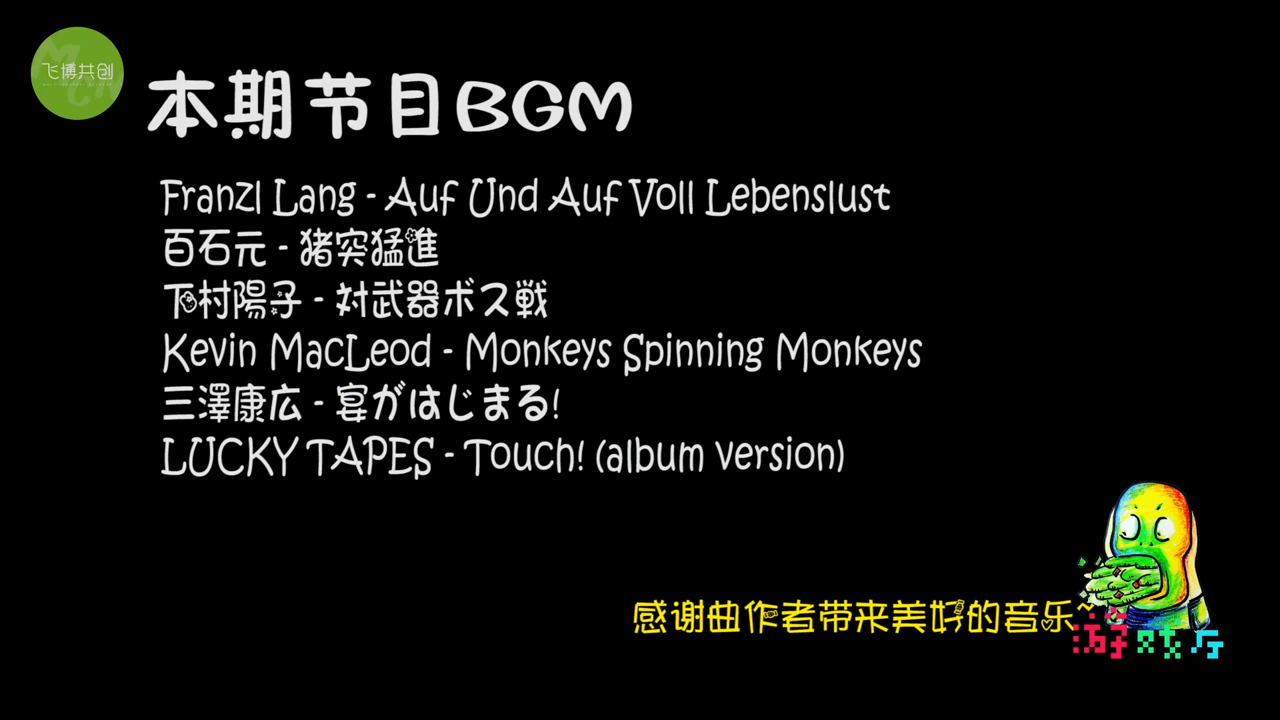 飞博共创
本期节目BGM
Franzl Lang - Auf Und Auf Voll Lebenslust
百石元 - 猪突猛進
下村陽子 - 対武器ボス戦
Kevin MacLeod - Monkeys Spinning Monkeys
三澤康広 - 宴がはじまる!
LUCKY TAPES - Touch! (album version)
感谢曲作者带来美好的音乐~
游戏厅